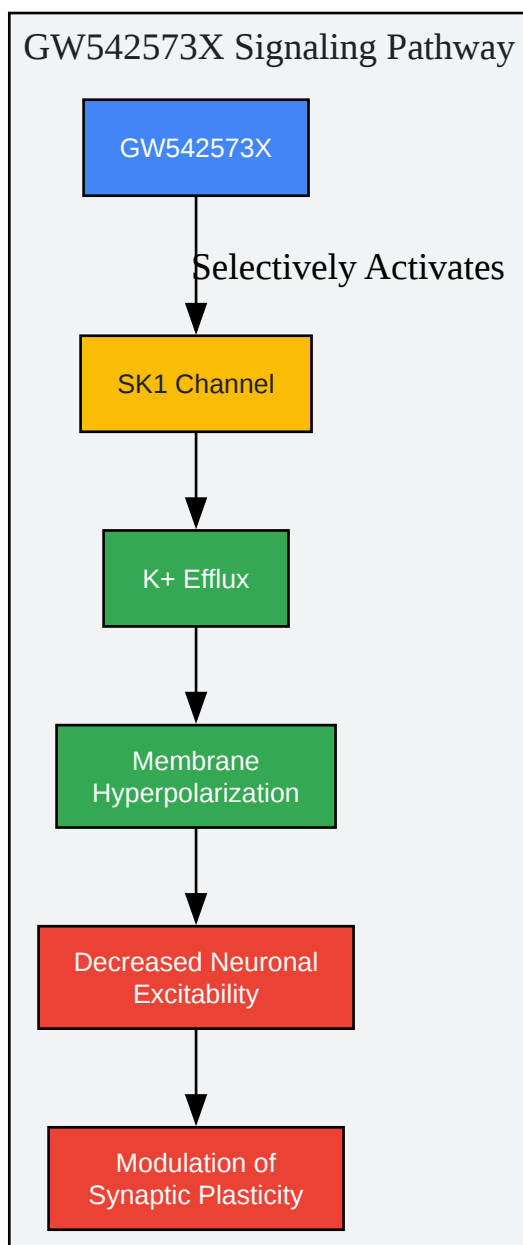 GW542573X Signaling Pathway
GW542573X
Selectively Activates
SK1 Channel
K+ Efflux
Membrane
Hyperpolarization
Decreased Neuronal
Excitability
Modulation of
Synaptic Plasticity